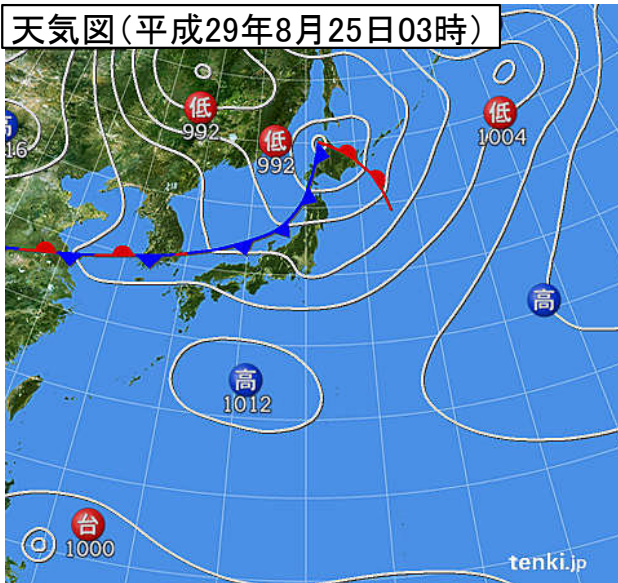 天気図(平成29年8月25日03時)
低
992
低
992
低
1004
高
16
高
高
1012
台
1000
tenki.jp